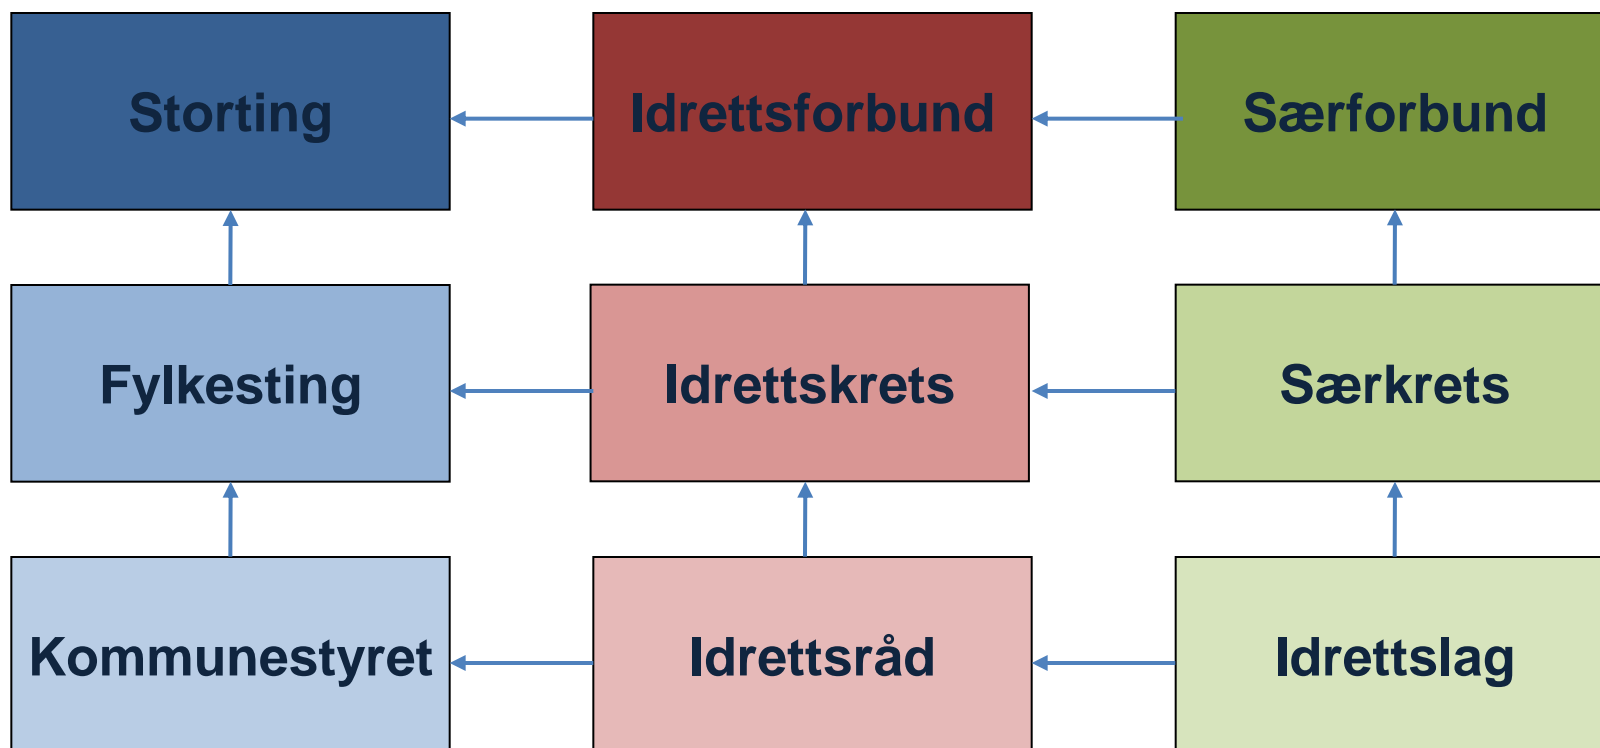 Storting
Idrettsforbund
Særforbund
Fylkesting
Idrettskrets
Særkrets
Kommunestyret
Idrettsråd
Idrettslag